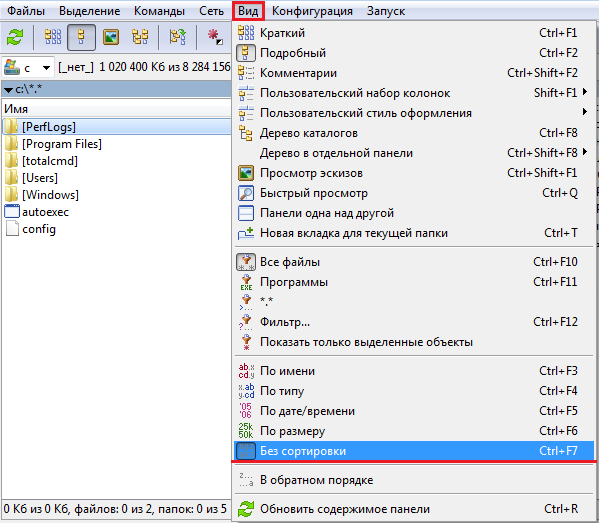 Файлы Выделение Команды Сеть Вид Конфигурация Запуск
c [_нет_] 1 020 400 Кб из 8 284 156
c:\*.*
Имя
[PerfLogs]
[Program Files]
[totalcmd]
[Users]
[Windows]
autoexec
config
0 Кб из 0 Кб, файлов: 0 из 2, папок: 0 из 5
Краткий Ctrl+F1
Подробный Ctrl+F2
Комментарии Ctrl+Shift+F2
Пользовательский набор колонок Shift+F1
Пользовательский стиль оформления
Дерево каталогов Ctrl+F8
Дерево в отдельной панели Ctrl+Shift+F8
Просмотр эскизов Ctrl+Shift+F1
Быстрый просмотр Ctrl+Q
Панели одна над другой
Новая вкладка для текущей папки Ctrl+T
Все файлы Ctrl+F10
Программы Ctrl+F11
*.*
Фильтр... Ctrl+F12
Показать только выделенные объекты
По имени Ctrl+F3
По типу Ctrl+F4
По дате/времени Ctrl+F5
По размеру Ctrl+F6
Без сортировки Ctrl+F7
В обратном порядке
Обновить содержимое панели Ctrl+R